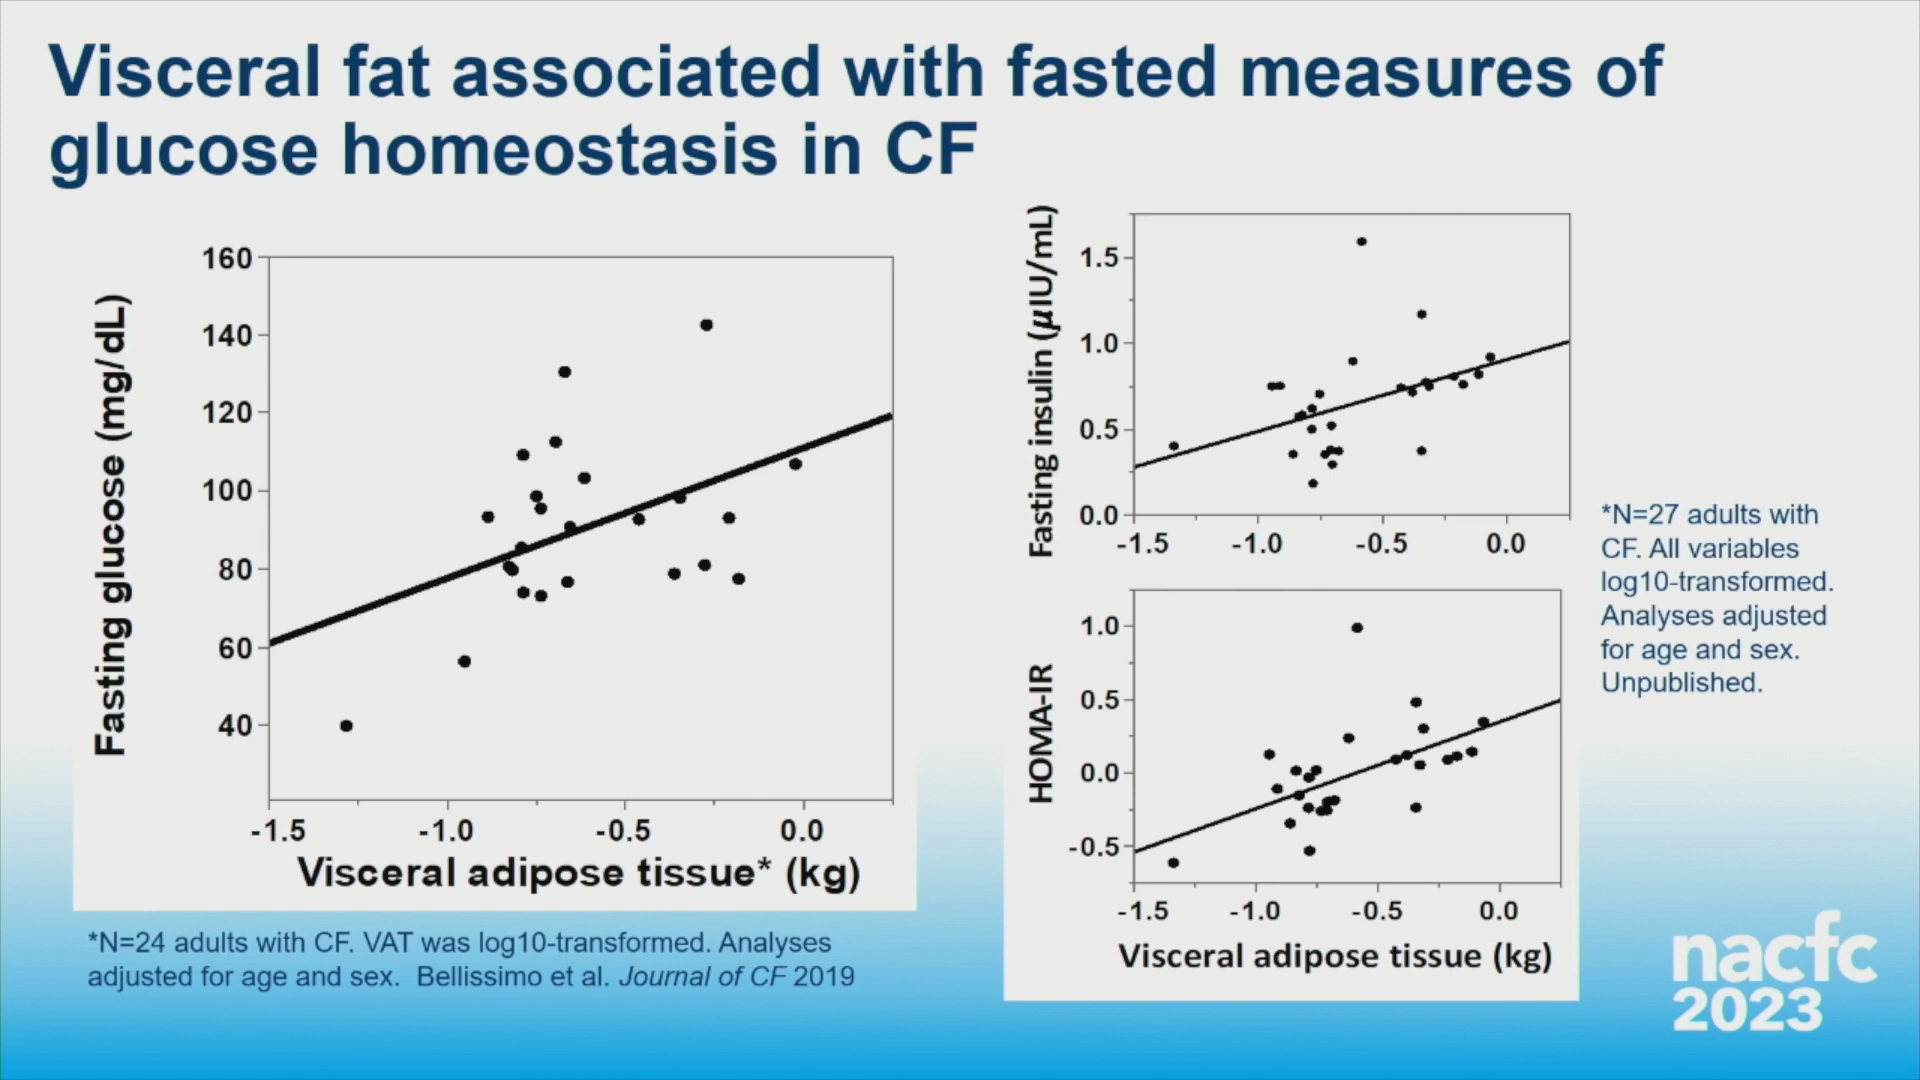 Visceral fat associated with fasted measures of
glucose homeostasis in CF
Fasting glucose (mg/dL)
160
140
120
100
80
60
40
-1.5
-1.0
-0.5
0.0
Visceral adipose tissue* (kg)
*N=24 adults with CF. VAT was log10-transformed. Analyses
adjusted for age and sex. Bellissimo et al. Journal of CF 2019
Fasting insulin (μIU/mL)
1.5
1.0
0.5
0.0
-1.5
-1.0
-0.5
0.0
HOMA-IR
1.0
0.5
0.0
-0.5
-1.5
-1.0
-0.5
0.0
Visceral adipose tissue (kg)
*N=27 adults with
CF. All variables
log10-transformed.
Analyses adjusted
for age and sex.
Unpublished.
nacfc
2023